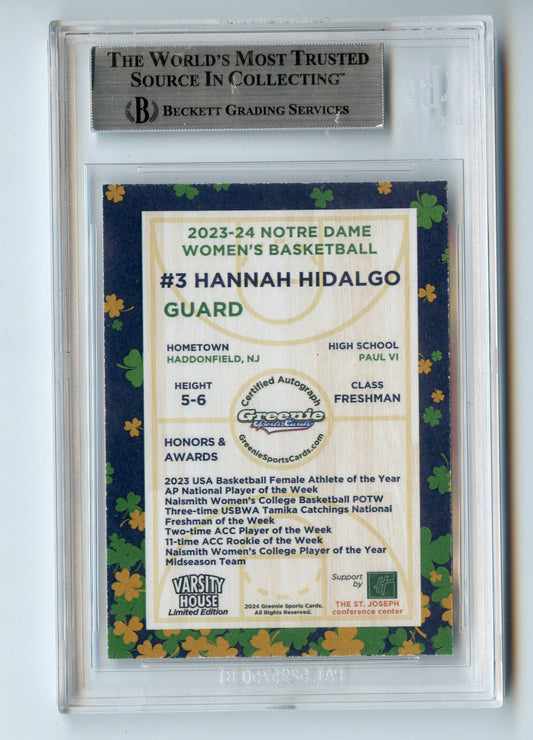 THE WORLD'S MOST TRUSTED
SOURCE IN COLLECTING™
B BECKETT GRADING SERVICES
2023-24 NOTRE DAME
WOMEN'S BASKETBALL
#3 HANNAH HIDALGO
GUARD
HOMETOWN
HADDONFIELD, NJ
HIGH SCHOOL
PAUL VI
HEIGHT
5-6
CLASS
FRESHMAN
Certified Autograph
Greenie
Sports Cards
GreenieSportsCards.com
HONORS &
AWARDS
2023 USA Basketball Female Athlete of the Year
AP National Player of the Week
Naismith Women's College Basketball POTW
Three-time USBWA Tamika Catchings National
Freshman of the Week
Two-time ACC Player of the Week
11-time ACC Rookie of the Week
Naismith Women's College Player of the Year
Midseason Team
VARSITY
HOUSE
Limited Edition
2024 Greenie Sports Cards.
All Rights Reserved.
Support
by
THE ST. JOSEPH
conference center